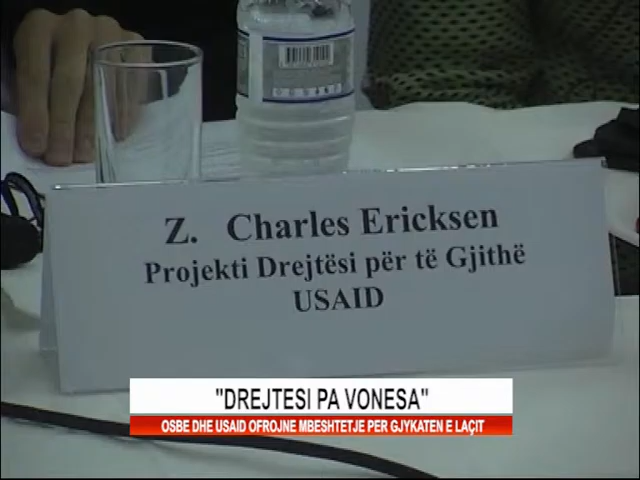 Z. Charles Ericksen
Projekti Drejtësi për të Gjithë
USAID
"DREJTESI PA VONESA"
OSBE DHE USAID OFROJNE MBESHTETJE PER GJYKATEN E LAÇIT